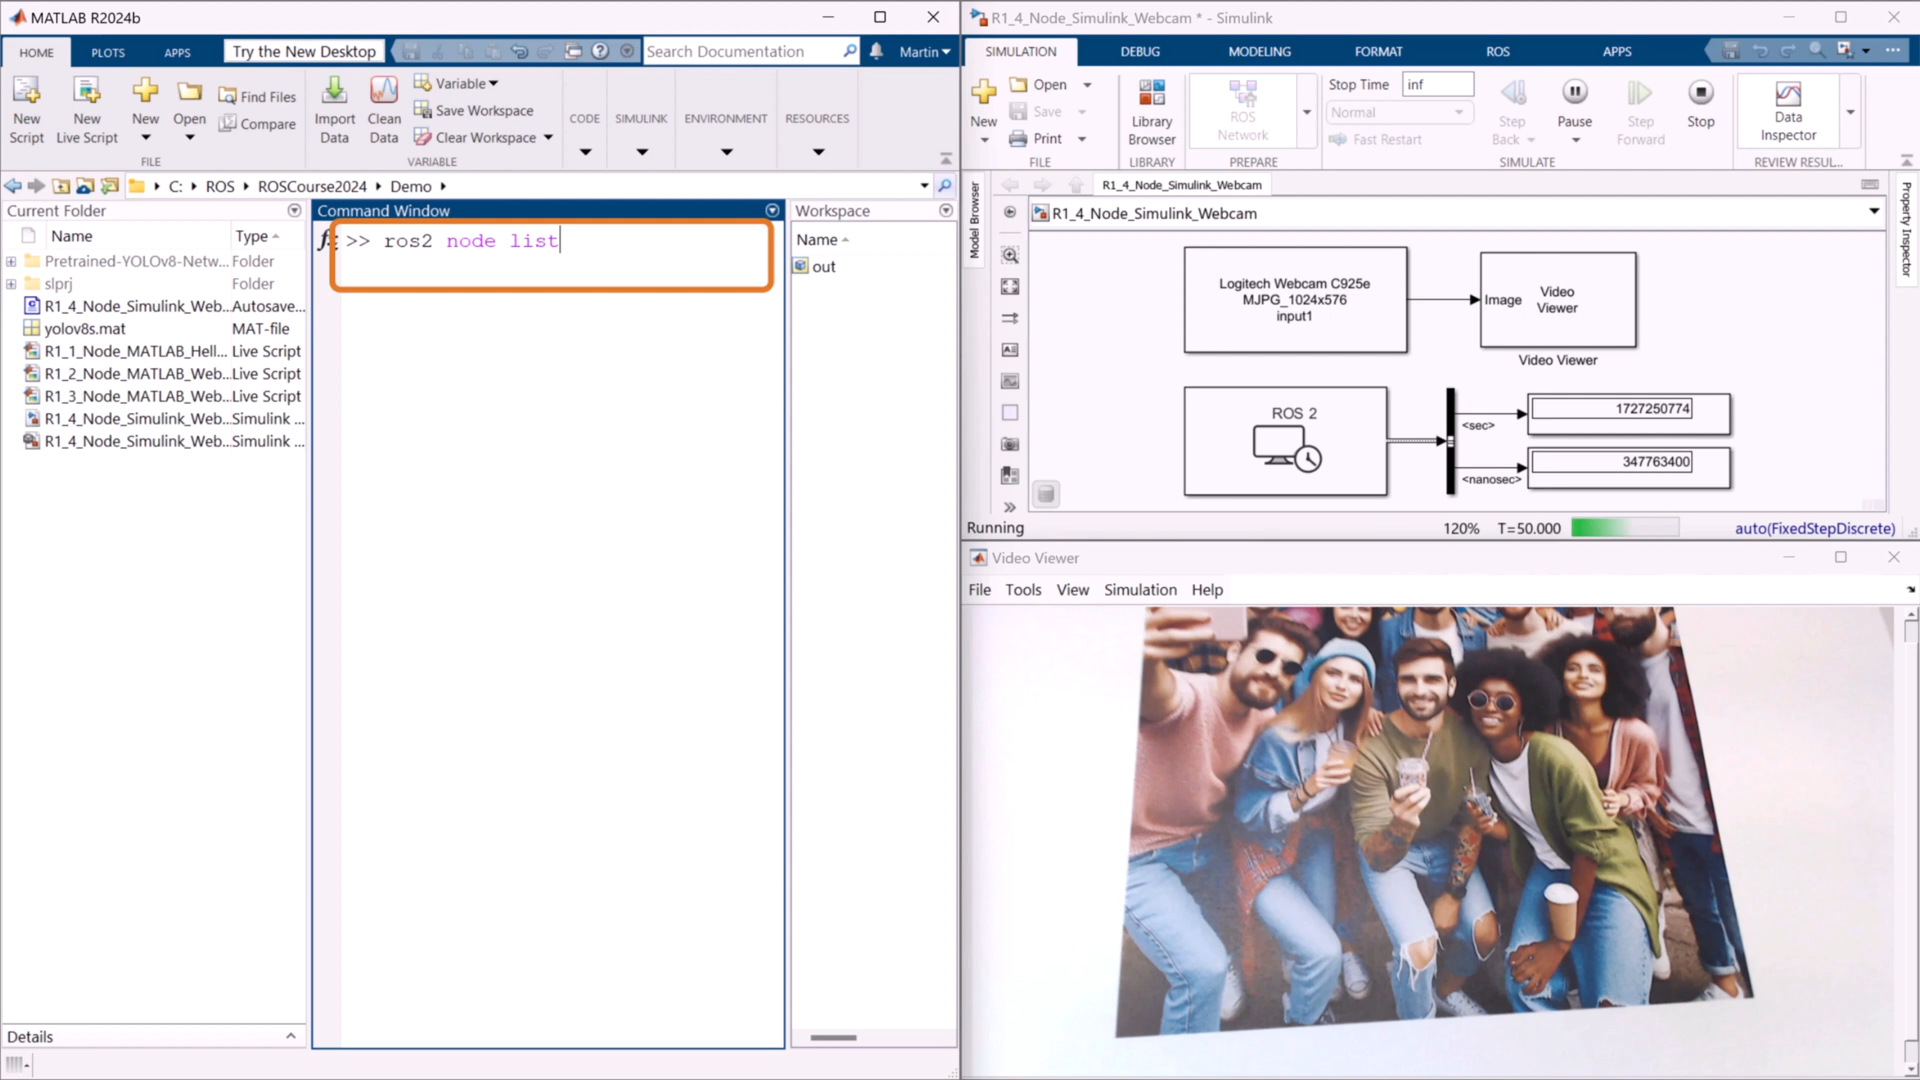 MATLAB R2024b
HOME
PLOTS
APPS
Try the New Desktop
Search Documentation
Martin
New Script
New Live Script
New
Open
Find Files
Compare
FILE
Import Data
Clean Data
Variable
Save Workspace
Clear Workspace
VARIABLE
CODE
SIMULINK
ENVIRONMENT
RESOURCES
C:
ROS
ROSCourse2024
Demo
Current Folder
Name
Type
Pretrained-YOLOv8-Netw... Folder
slprj Folder
R1_4_Node_Simulink_Web...Autosave...
yolov8s.mat MAT-file
R1_1_Node_MATLAB_Hell... Live Script
R1_2_Node_MATLAB_Web...Live Script
R1_3_Node_MATLAB_Web...Live Script
R1_4_Node_Simulink_Web...Simulink ...
R1_4_Node_Simulink_Web...Simulink ...
Details
Command Window
fx >> ros2 node list
Workspace
Name
out
R1_4_Node_Simulink_Webcam * - Simulink
SIMULATION
DEBUG
MODELING
FORMAT
ROS
APPS
New
Open
Save
Print
FILE
Library Browser
LIBRARY
ROS Network
PREPARE
Stop Time inf
Normal
Fast Restart
Step Back
Pause
Step Forward
Stop
SIMULATE
Data Inspector
REVIEW RESUL...
Model Browser
R1_4_Node_Simulink_Webcam
R1_4_Node_Simulink_Webcam
Property Inspector
Logitech Webcam C925e
MJPG_1024x576
input1
Image
Video Viewer
Video Viewer
ROS 2
<sec>
1727250774
<nanosec>
347763400
Running
120%
T=50.000
auto(FixedStepDiscrete)
Video Viewer
File
Tools
View
Simulation
Help